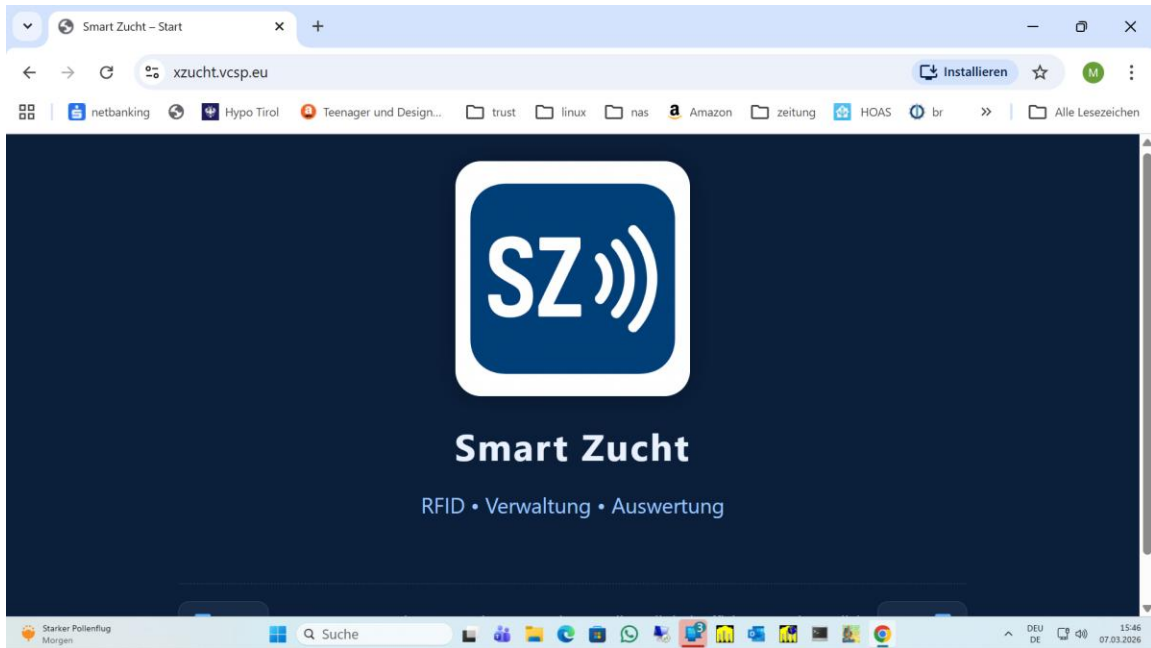 Smart Zucht – Start
xzucht.vcsp.eu
Installieren
M
netbanking
Hypo Tirol
Teenager und Design...
trust
linux
nas
Amazon
zeitung
HOAS
br
Alle Lesezeichen
SZ
Smart Zucht
RFID • Verwaltung • Auswertung
Starker Pollenflug
Morgen
Suche
3
DEU
DE
15:46
07.03.2026